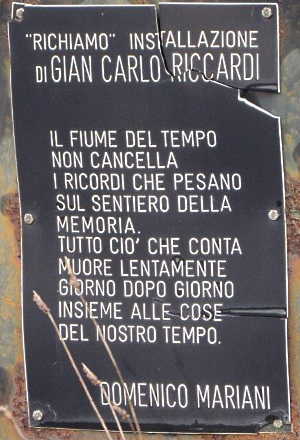 "RICHIAMO" INSTALLAZIONE
DI GIAN CARLO RICCARDI
IL FIUME DEL TEMPO
NON CANCELLA
I RICORDI CHE PESANO
SUL SENTIERO DELLA
MEMORIA.
TUTTO CIO' CHE CONTA
MUORE LENTAMENTE
GIORNO DOPO GIORNO
INSIEME ALLE COSE
DEL NOSTRO TEMPO.
DOMENICO MARIANI